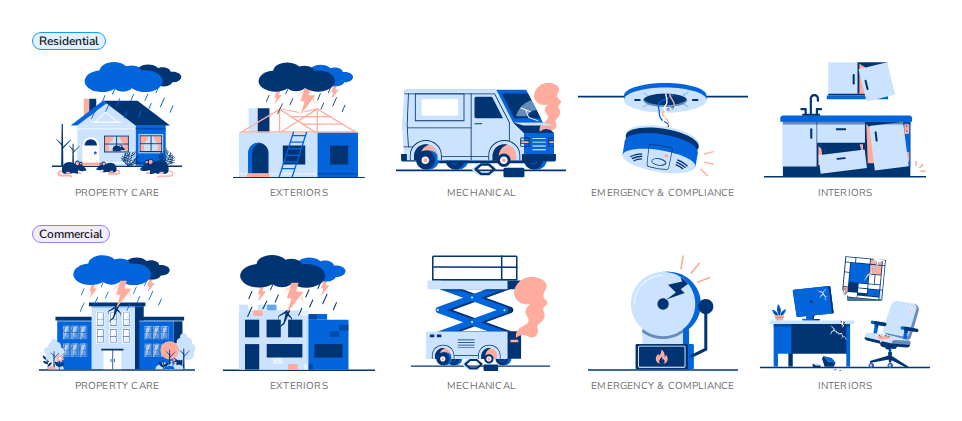 Residential
PROPERTY CARE
EXTERIORS
MECHANICAL
EMERGENCY & COMPLIANCE
INTERIORS
Commercial
PROPERTY CARE
EXTERIORS
MECHANICAL
EMERGENCY & COMPLIANCE
INTERIORS